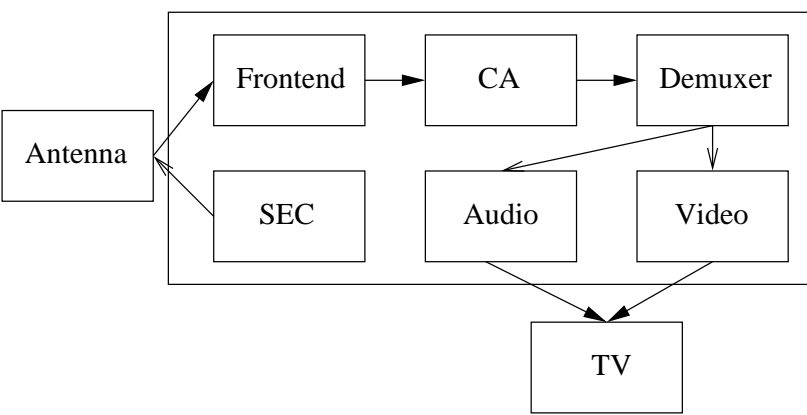 Frontend
CA
Demuxer
Antenna
SEC
Audio
Video
TV